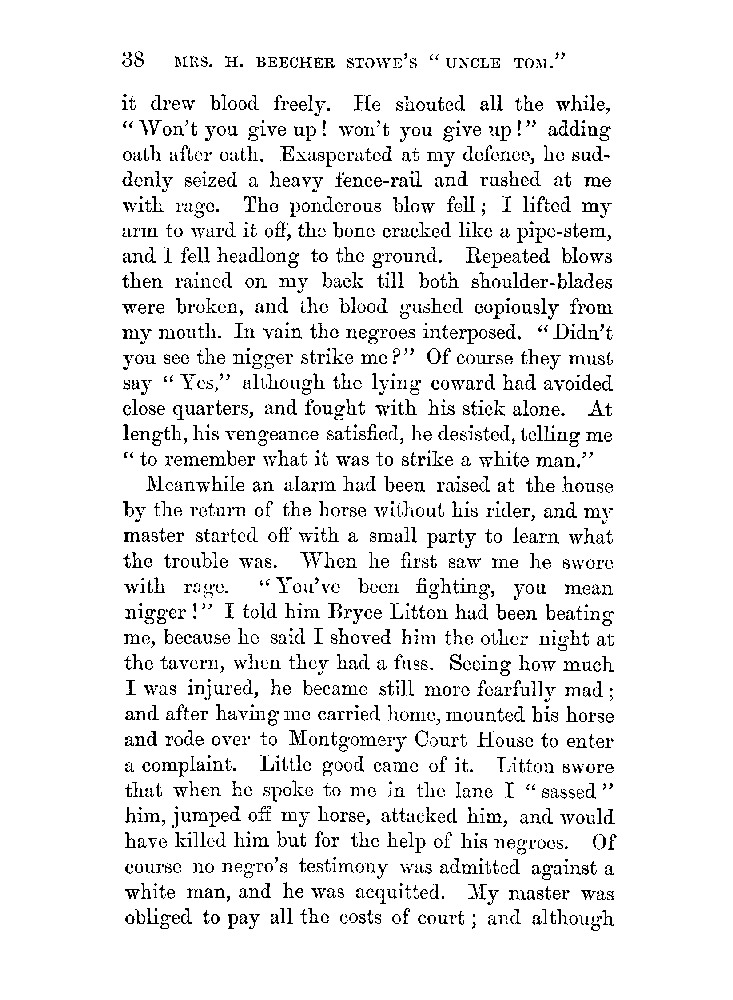 38 MRS. H. BEECHER STOWE'S "UNCLE TOM."
it drew blood freely. He shouted all the while,
"Won't you give up! won't you give up!" adding
oath after oath. Exasperated at my defence, he sud-
denly seized a heavy fence-rail and rushed at me
with rage. The ponderous blow fell; I lifted my
arm to ward it off, the bone cracked like a pipe-stem,
and I fell headlong to the ground. Repeated blows
then rained on my back till both shoulder-blades
were broken, and the blood gushed copiously from
my mouth. In vain the negroes interposed. "Didn't
you see the nigger strike me?" Of course they must
say "Yes," although the lying coward had avoided
close quarters, and fought with his stick alone. At
length, his vengeance satisfied, he desisted, telling me
"to remember what it was to strike a white man."
Meanwhile an alarm had been raised at the house
by the return of the horse without his rider, and my
master started off with a small party to learn what
the trouble was. When he first saw me he swore
with rage. "You've been fighting, you mean
nigger!" I told him Bryce Litton had been beating
me, because he said I shoved him the other night at
the tavern, when they had a fuss. Seeing how much
I was injured, he became still more fearfully mad;
and after having me carried home, mounted his horse
and rode over to Montgomery Court House to enter
a complaint. Little good came of it. Litton swore
that when he spoke to me in the lane I "sassed"
him, jumped off my horse, attacked him, and would
have killed him but for the help of his negroes. Of
course no negro's testimony was admitted against a
white man, and he was acquitted. My master was
obliged to pay all the costs of court; and although